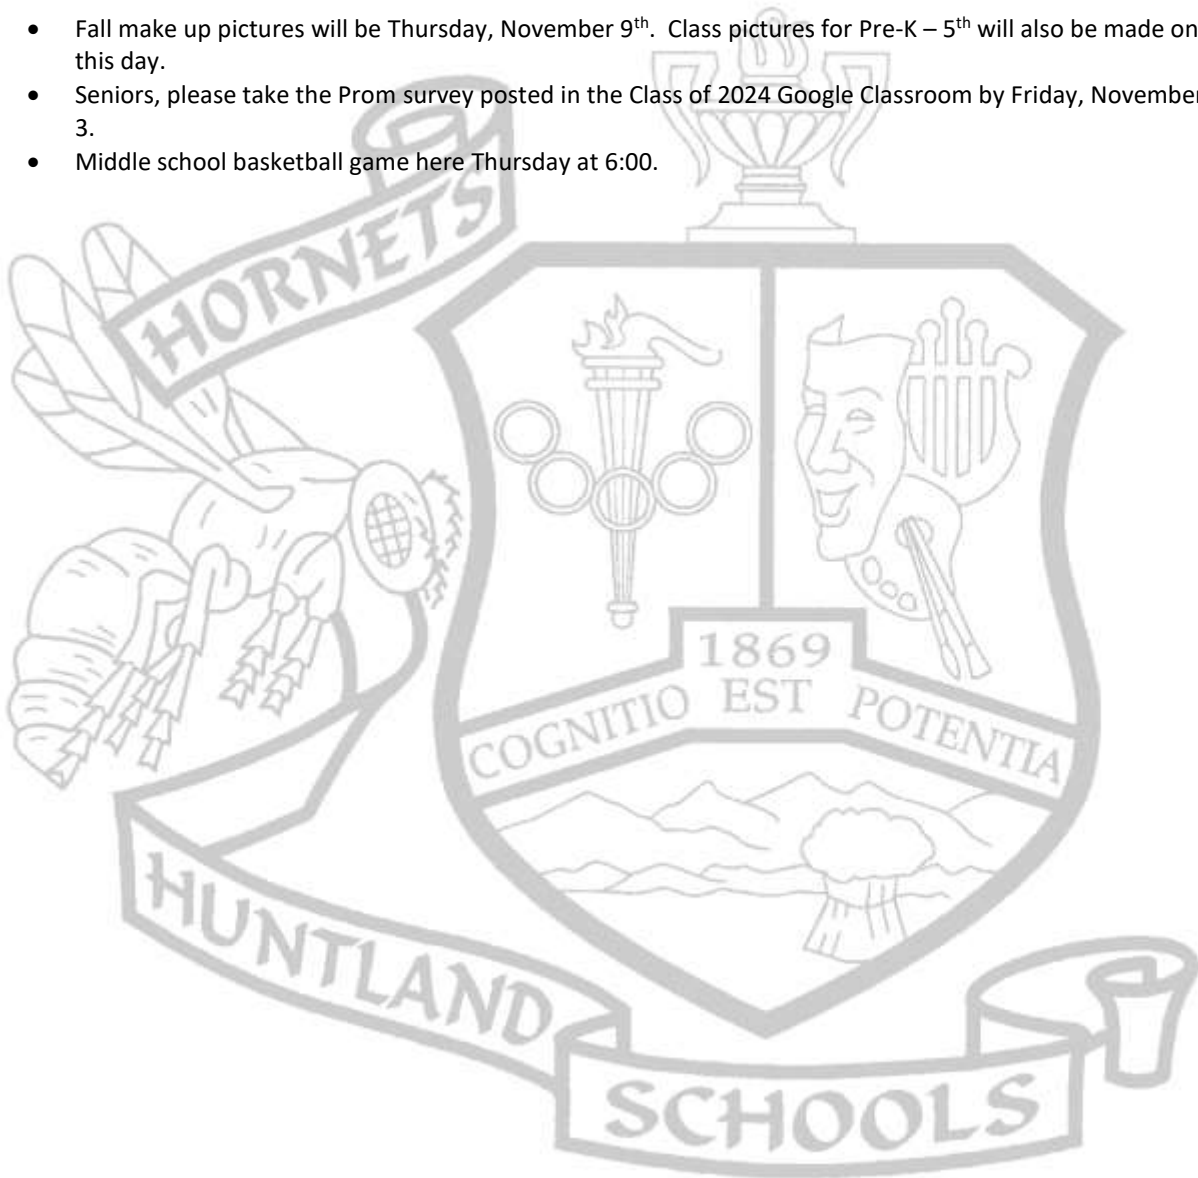 • Fall make up pictures will be Thursday, November 9th. Class pictures for Pre-K – 5th will also be made on
this day.
• Seniors, please take the Prom survey posted in the Class of 2024 Google Classroom by Friday, November
3.
• Middle school basketball game here Thursday at 6:00.
HORNETS
1869
COGNITIO EST POTENTIA
HUNTLAND
SCHOOLS